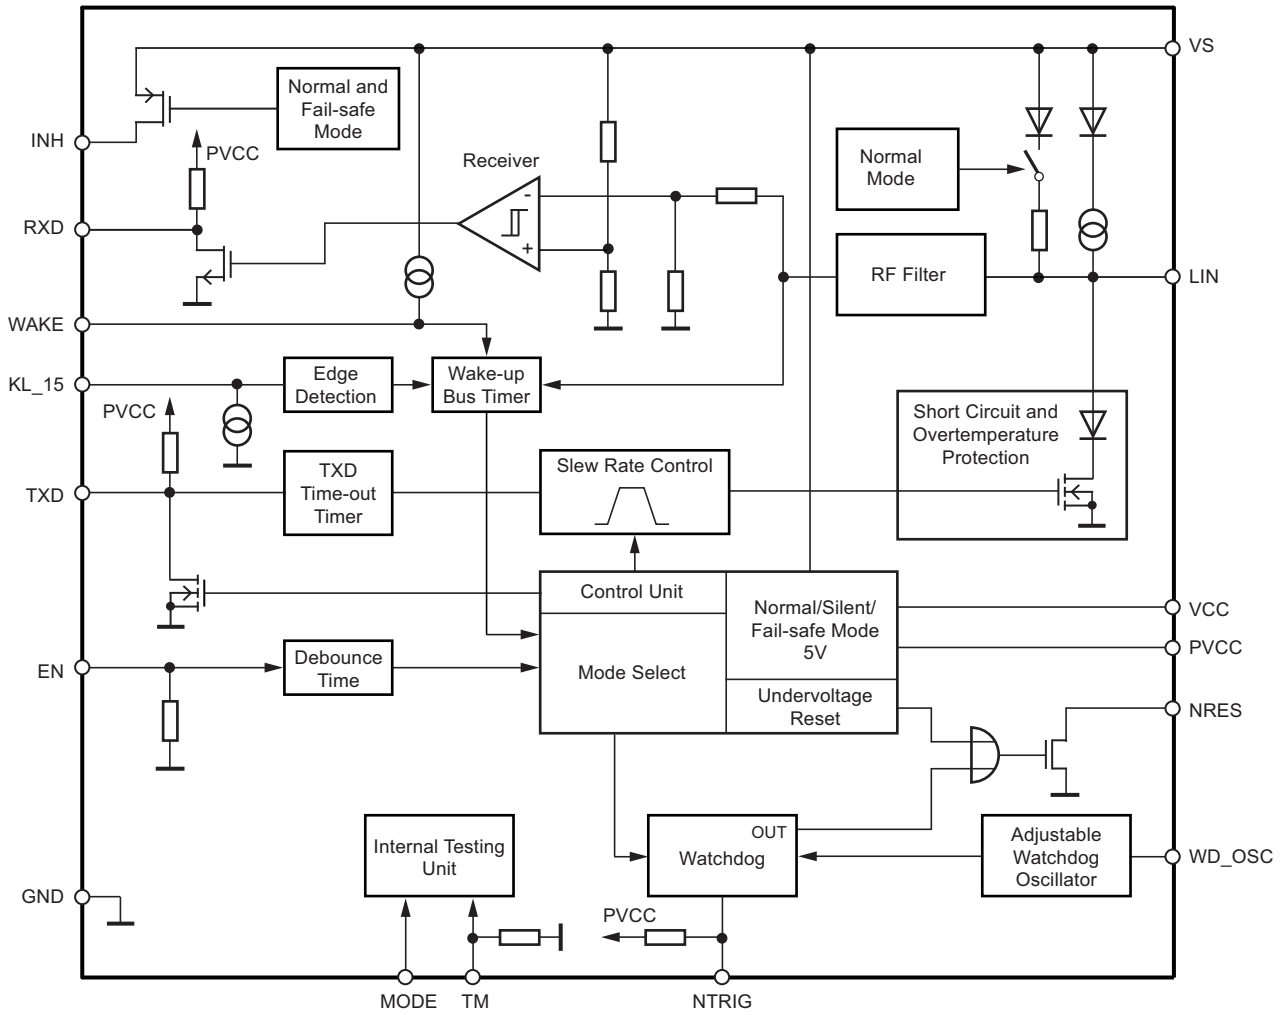 VS
Normal and
Fail-safe
Mode
INH
PVCC
Receiver
Normal
Mode
-
+
RXD
RF Filter
LIN
WAKE
KL_15
Edge
Detection
Wake-up
Bus Timer
PVCC
Short Circuit and
Overtemperature
Protection
TXD
TXD
Time-out
Timer
Slew Rate Control
Control Unit
Normal/Silent/
Fail-safe Mode
5V
VCC
PVCC
EN
Debounce
Time
Mode Select
Undervoltage
Reset
NRES
Internal Testing
Unit
OUT
Watchdog
Adjustable
Watchdog
Oscillator
WD_OSC
GND
PVCC
MODE
TM
NTRIG